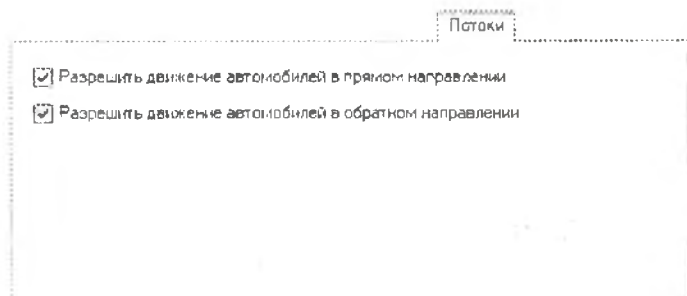 Потоки
Разрешить движение автомобилей в прямом направлении
Разрешить движение автомобилей в обратном направлении